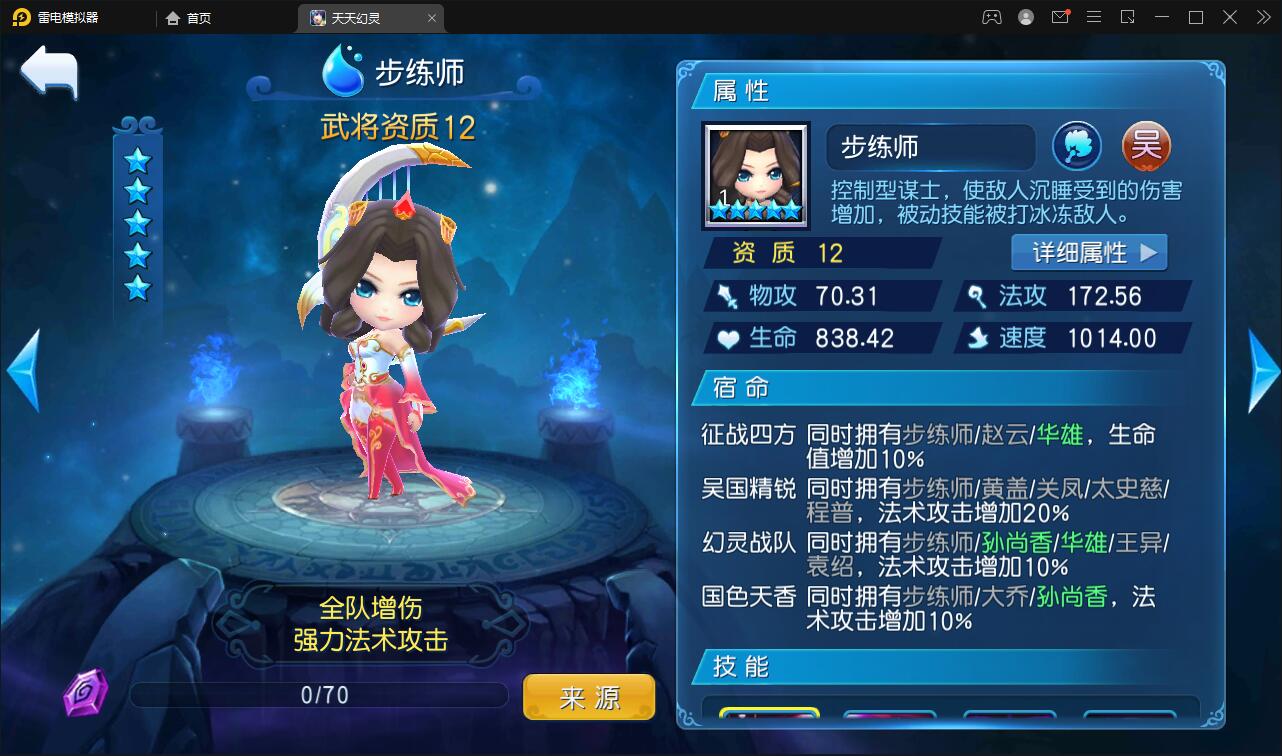 雷电模拟器
首页
天天幻灵
步练师
武将资质12
全队增伤
强力法术攻击
0/70
来源
属性
步练师
吴
1
控制型谋士，使敌人沉睡受到的伤害
增加，被动技能被打冰冻敌人。
资质 12
详细属性
物攻 70.31
法攻 172.56
生命 838.42
速度 1014.00
宿命
征战四方 同时拥有步练师/赵云/华雄，生命
值增加10%
吴国精锐 同时拥有步练师/黄盖/关凤/太史慈/
程普，法术攻击增加20%
幻灵战队 同时拥有步练师/孙尚香/华雄/王异/
袁绍，法术攻击增加10%
国色天香 同时拥有步练师/大乔/孙尚香，法
术攻击增加10%
技能